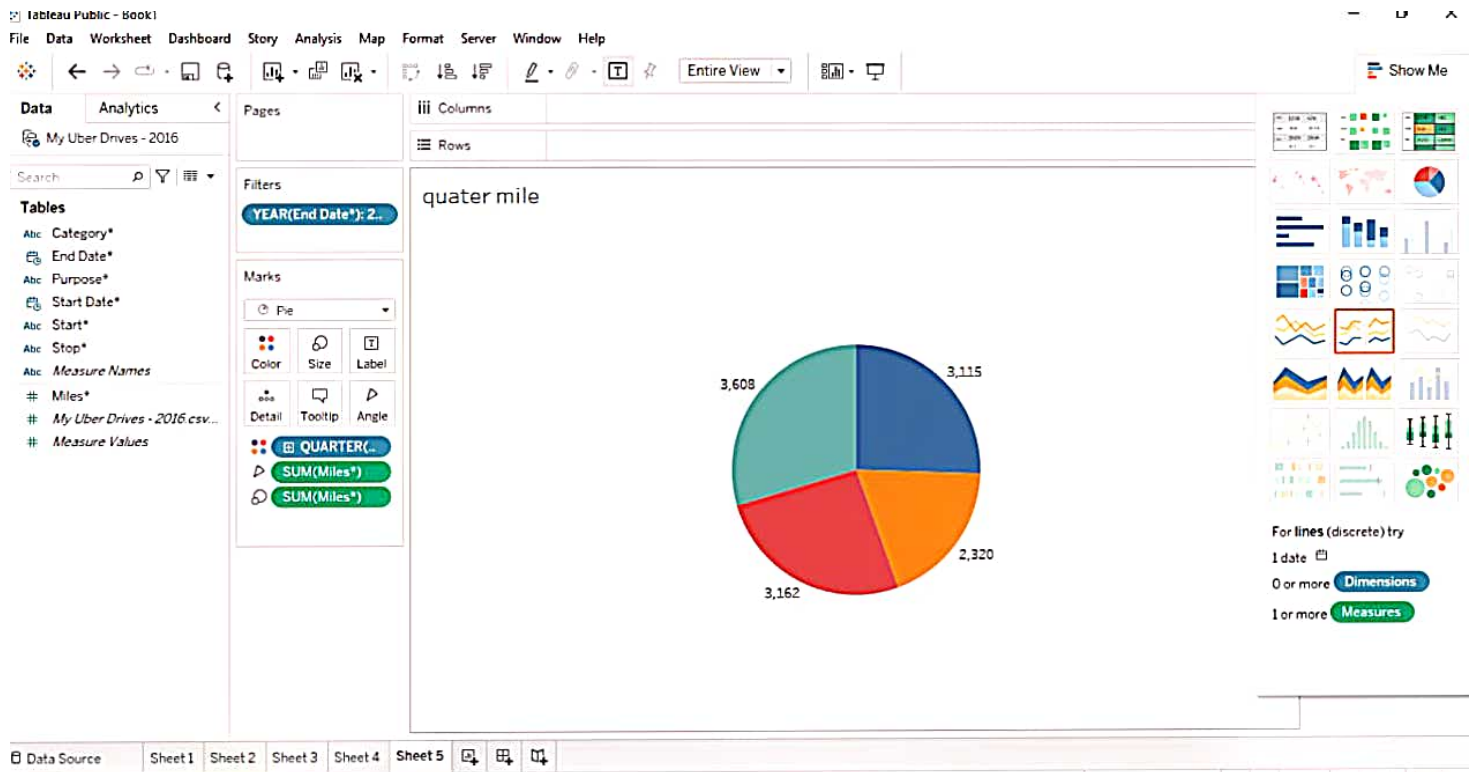 Tableau Public - Book1
File Data Worksheet Dashboard Story Analysis Map Format Server Window Help
Entire View
Show Me
Data Analytics
My Uber Drives - 2016
Search
Tables
Abc Category*
End Date*
Abc Purpose*
Start Date*
Abc Start*
Abc Stop*
Abc Measure Names
# Miles*
# My Uber Drives - 2016.csv...
# Measure Values
Pages
Filters
YEAR(End Date*): 2..
Marks
Pie
Color Size Label
Detail Tooltip Angle
QUARTER(..
SUM(Miles*)
SUM(Miles*)
Columns
Rows
quater mile
3,608
3,115
2,320
3,162
For lines (discrete) try
1 date
0 or more Dimensions
1 or more Measures
Data Source Sheet 1 Sheet 2 Sheet 3 Sheet 4 Sheet 5